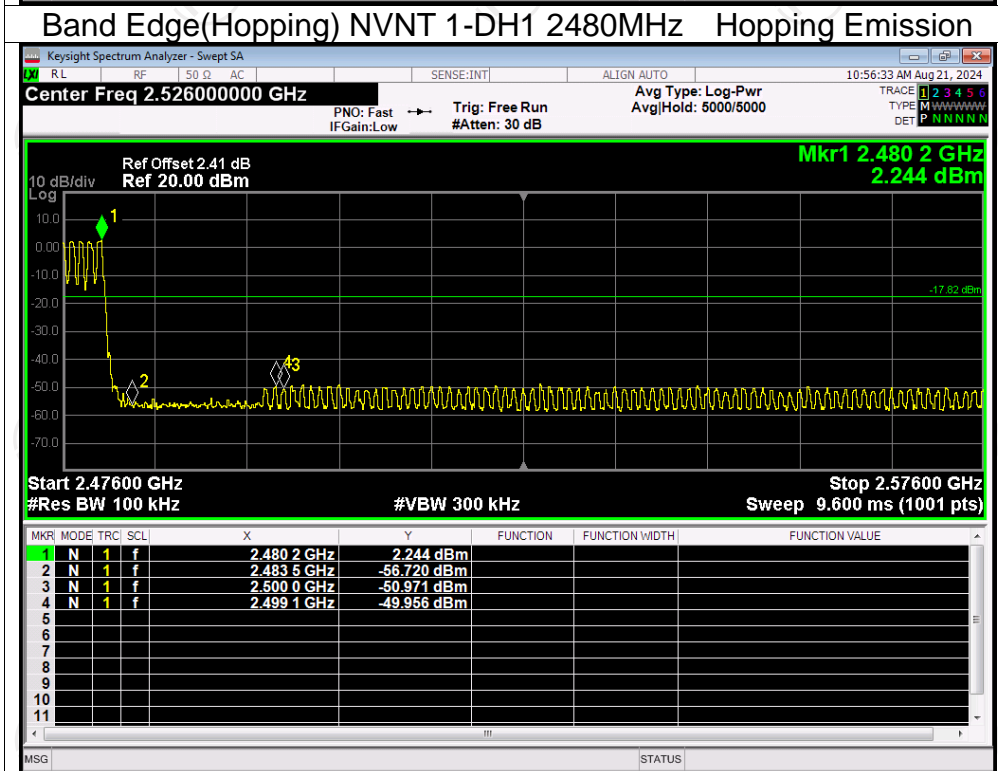 Band Edge(Hopping) NVNT 1-DH1 2480MHz Hopping Emission
Keysight Spectrum Analyzer - Swept SA
LXI RL RF 50 Ω AC SENSE:INT ALIGN AUTO 10:56:33 AM Aug 21, 2024
Center Freq 2.526000000 GHz Avg Type: Log-Pwr TRACE 1 2 3 4 5 6
PNO: Fast Trig: Free Run Avg|Hold: 5000/5000 TYPE M WWWWW
IFGain:Low #Atten: 30 dB DET P N N N N N
Mkr1 2.480 2 GHz
2.244 dBm
Ref Offset 2.41 dB
10 dB/div Ref 20.00 dBm
Log
10.0
1
0.00
-10.0
-17.82 dBm
-20.0
-30.0
-40.0
43
-50.0
2
-60.0
-70.0
Start 2.47600 GHz Stop 2.57600 GHz
#Res BW 100 kHz #VBW 300 kHz Sweep 9.600 ms (1001 pts)
MKR MODE TRC SCL X Y FUNCTION FUNCTION WIDTH FUNCTION VALUE
1 N 1 f 2.480 2 GHz 2.244 dBm
2 N 1 f 2.483 5 GHz -56.720 dBm
3 N 1 f 2.500 0 GHz -50.971 dBm
4 N 1 f 2.499 1 GHz -49.956 dBm
5
6
7
8
9
10
11
MSG STATUS